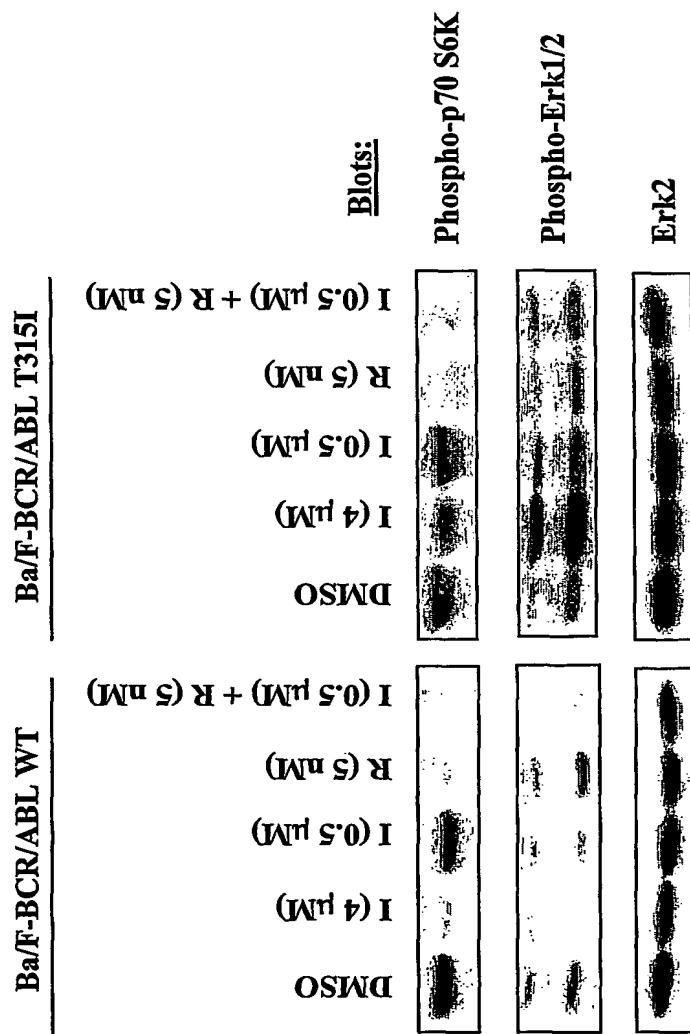 Ba/F-BCR/ABL WT
Ba/F-BCR/ABL T315I
DMSO
I (4 µM)
I (0.5 µM)
R (5 nM)
I (0.5 µM) + R (5 nM)
DMSO
I (4 µM)
I (0.5 µM)
R (5 nM)
I (0.5 µM) + R (5 nM)
Blots:
Phospho-p70 S6K
Phospho-Erk1/2
Erk2